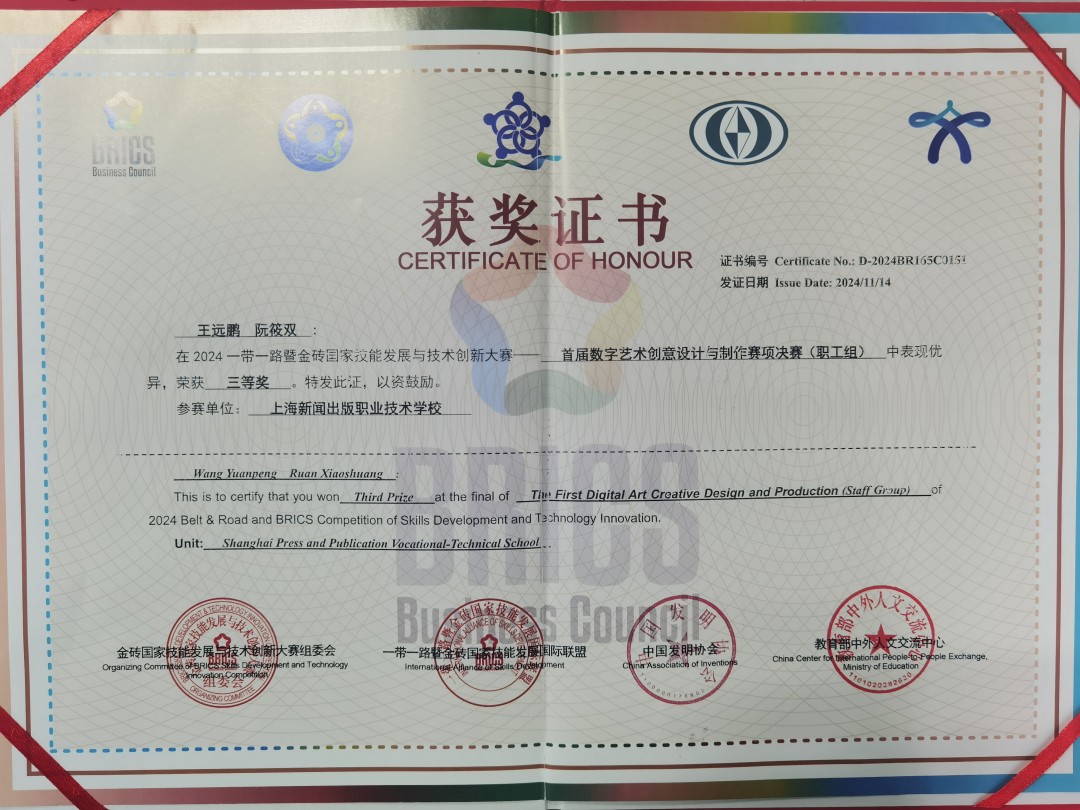 BRICS
Business Council
获奖证书
CERTIFICATE OF HONOUR
证书编号 Certificate No.: D-2024BR165C0151
发证日期 Issue Date: 2024/11/14
王远鹏 阮筱双 :
在 2024 一带一路暨金砖国家技能发展与技术创新大赛—— 首届数字艺术创意设计与制作赛项决赛（职工组） 中表现优
异，荣获 三等奖 。特发此证，以资鼓励。
参赛单位: 上海新闻出版职业技术学校
Wang Yuanpeng Ruan Xiaoshuang :
This is to certify that you won Third Prize at the final of The First Digital Art Creative Design and Production (Staff Group) of
2024 Belt & Road and BRICS Competition of Skills Development and Technology Innovation.
Unit: Shanghai Press and Publication Vocational-Technical School
BRICS
Business Council
金砖国家技能发展与技术创新大赛组委会
Organizing Committee of BRICS Skills Development and Technology
Innovation Competition
一带一路暨金砖国家技能发展国际联盟
International Alliance of Skills Development
中国发明协会
China Association of Inventions
教育部中外人文交流中心
China Center for International People-to-People Exchange,
Ministry of Education